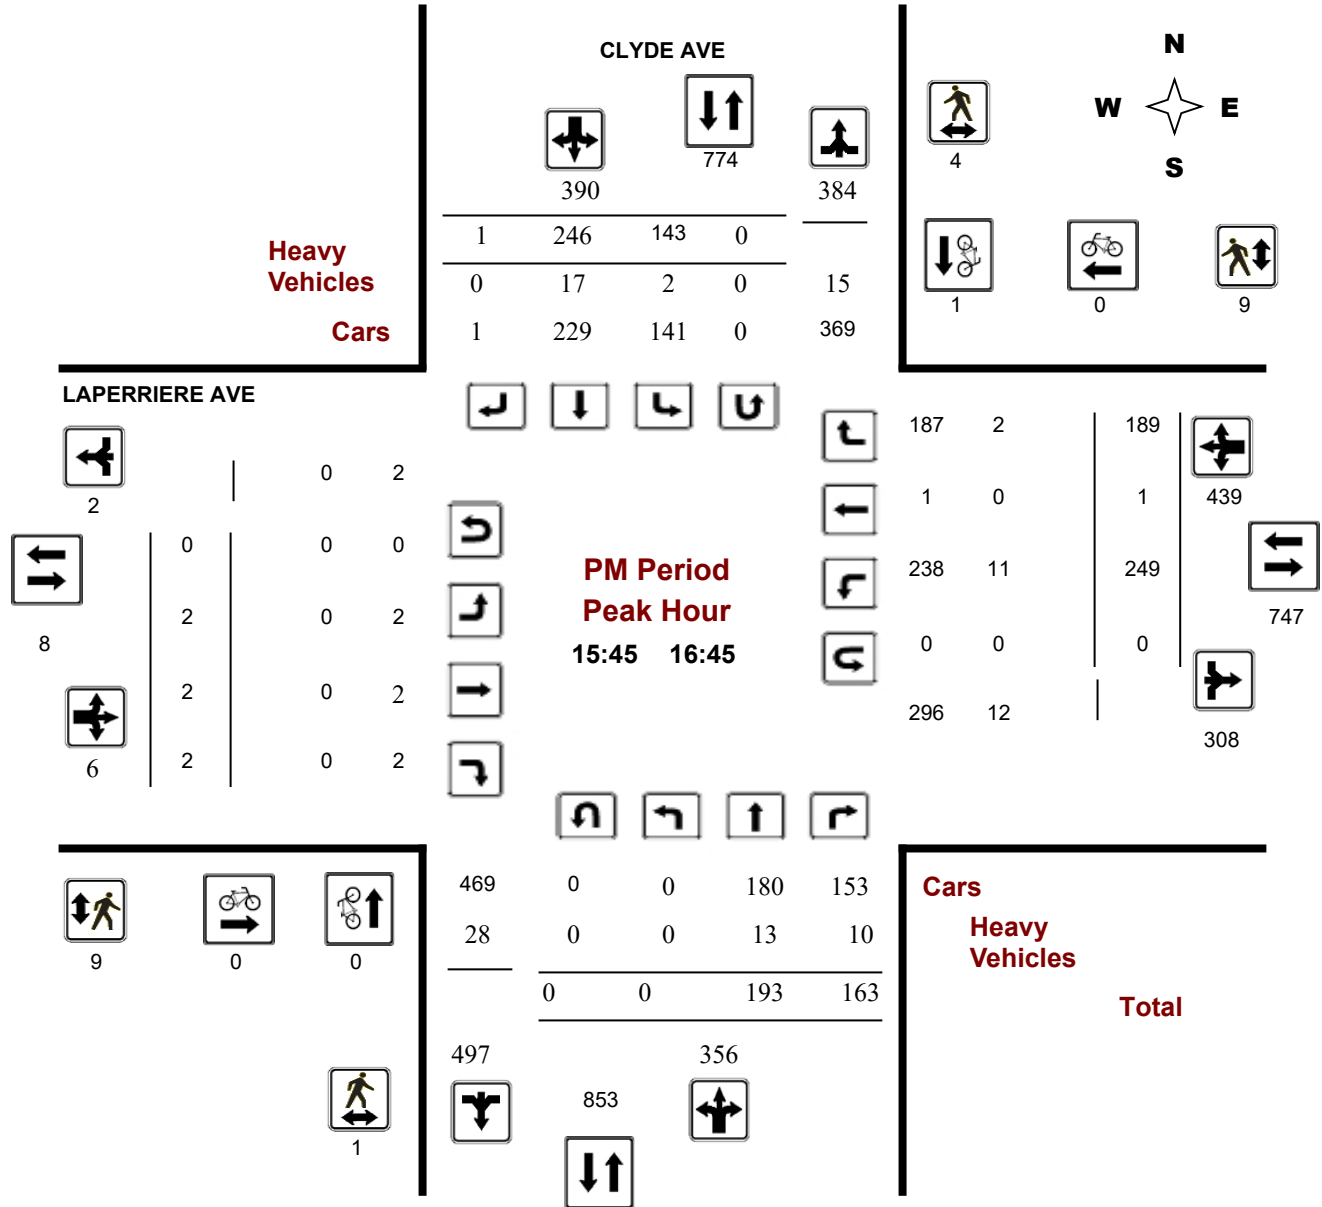 CLYDE AVE
N
W E
S
774
4
390 384
1 246 143 0
Heavy
Vehicles 0 17 2 0 15
Cars 1 229 141 0 369
1 0 9
LAPERRIERE AVE
187 2 189
0 2
2
1 0 1 439
0 0 0
PM Period
238 11 249
Peak Hour
2 0 2
747
8
15:45 16:45
0 0 0
2 0 2
296 12
308
6 2 0 2
469 0 0 180 153 Cars
28 0 0 13 10 Heavy
Vehicles
9 0 0
0 0 193 163 Total
497 356
853
1